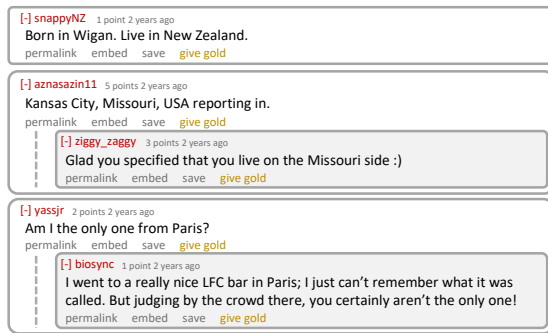 [-] snappyNZ 1 point 2 years ago
Born in Wigan. Live in New Zealand.
permalink embed save give gold
[-] aznasazin11 5 points 2 years ago
Kansas City, Missouri, USA reporting in.
permalink embed save give gold
[-] ziggy_zaggy 3 points 2 years ago
Glad you specified that you live on the Missouri side :)
permalink embed save give gold
[-] yassjr 2 points 2 years ago
Am I the only one from Paris?
permalink embed save give gold
[-] biosync 1 point 2 years ago
I went to a really nice LFC bar in Paris; I just can't remember what it was
called. But judging by the crowd there, you certainly aren't the only one!
permalink embed save give gold